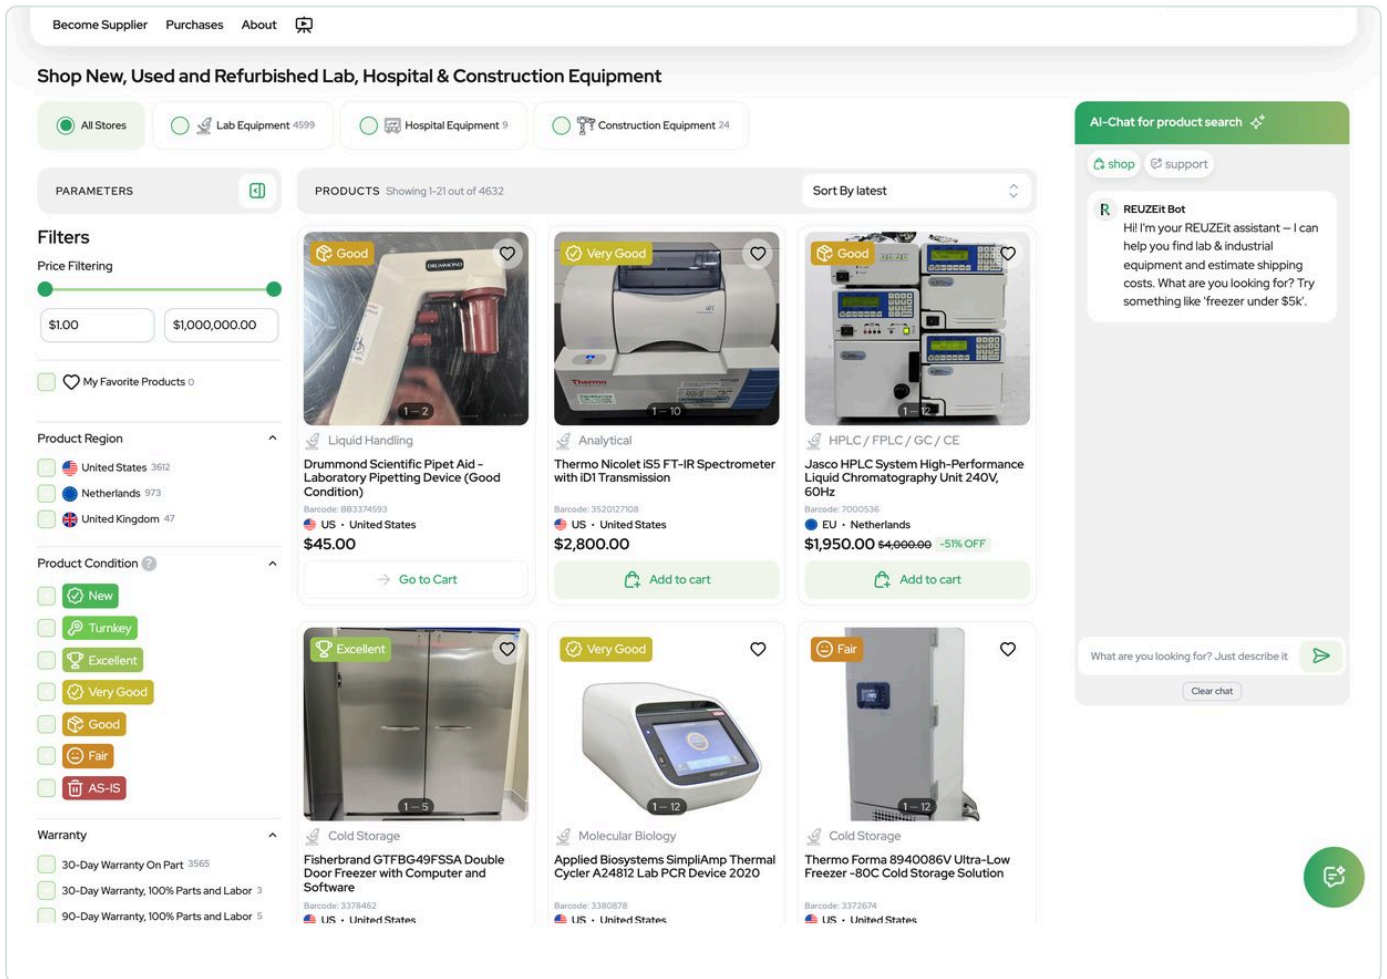 Become Supplier Purchases About
Shop New, Used and Refurbished Lab, Hospital & Construction Equipment
All Stores
Lab Equipment 4599
Hospital Equipment 9
Construction Equipment 24
PARAMETERS
Filters
Price Filtering
$1.00 $1,000,000.00
My Favorite Products 0
Product Region
United States 3612
Netherlands 973
United Kingdom 47
Product Condition ?
New
Turnkey
Excellent
Very Good
Good
Fair
AS-IS
Warranty
30-Day Warranty On Part 3565
30-Day Warranty, 100% Parts and Labor 3
90-Day Warranty, 100% Parts and Labor 5
PRODUCTS Showing 1-21 out of 4632
Sort By latest
Good
DRUMMOND
1 — 2
Liquid Handling
Drummond Scientific Pipet Aid -
Laboratory Pipetting Device (Good
Condition)
Barcode: BB3374593
US · United States
$45.00
Go to Cart
Very Good
iS5
Thermo
1 — 10
Analytical
Thermo Nicolet iS5 FT-IR Spectrometer
with iD1 Transmission
Barcode: 3520127108
US · United States
$2,800.00
Add to cart
Good
1 — 12
HPLC / FPLC / GC / CE
Jasco HPLC System High-Performance
Liquid Chromatography Unit 240V,
60Hz
Barcode: 7000536
EU · Netherlands
$1,950.00 $4,000.00 -51% OFF
Add to cart
Excellent
1 — 5
Cold Storage
Fisherbrand GTFBG49FSSA Double
Door Freezer with Computer and
Software
Barcode: 3378462
US · United States
Very Good
1 — 12
Molecular Biology
Applied Biosystems SimpliAmp Thermal
Cycler A24812 Lab PCR Device 2020
Barcode: 3380878
US · United States
Fair
1 — 12
Cold Storage
Thermo Forma 8940086V Ultra-Low
Freezer -80C Cold Storage Solution
Barcode: 3372674
US · United States
AI-Chat for product search
shop support
R REUZEit Bot
Hi! I'm your REUZEit assistant — I can
help you find lab & industrial
equipment and estimate shipping
costs. What are you looking for? Try
something like 'freezer under $5k'.
What are you looking for? Just describe it
Clear chat